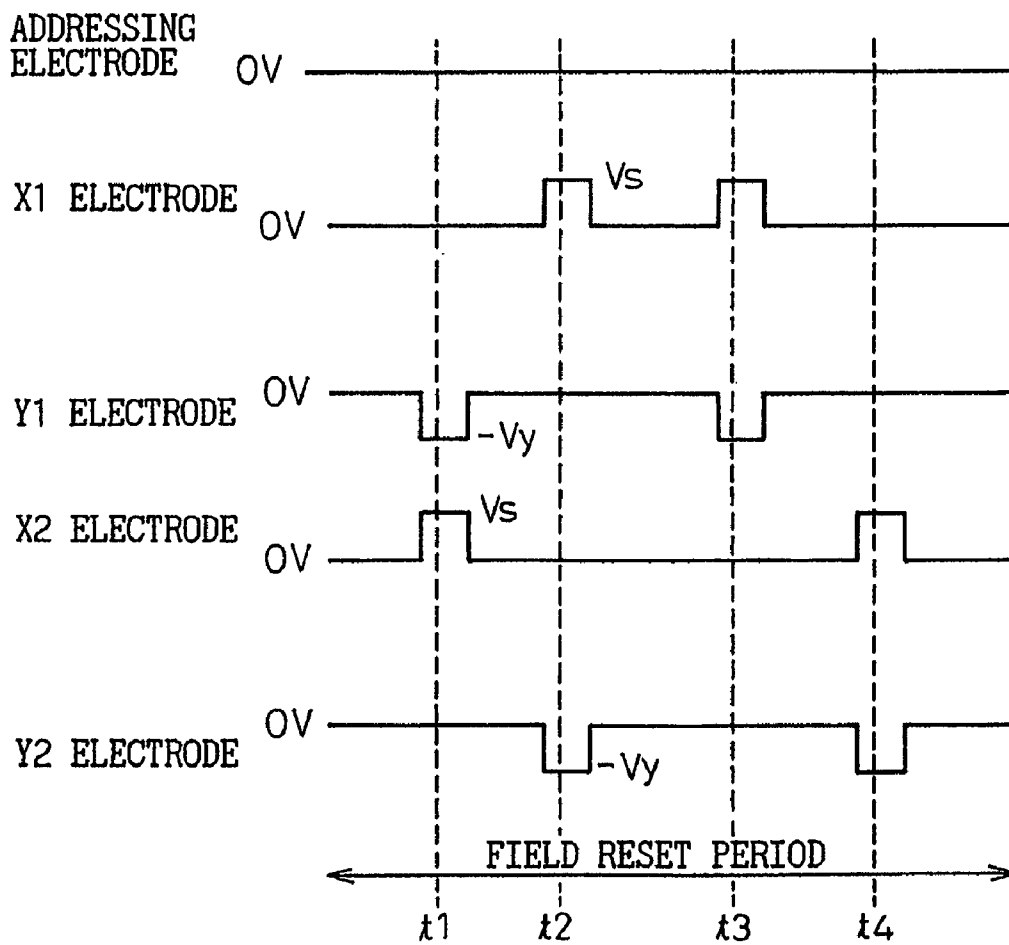 ADDRESSING
ELECTRODE 0V
X1 ELECTRODE 0V Vs
Y1 ELECTRODE 0V -Vy
X2 ELECTRODE 0V Vs
Y2 ELECTRODE 0V -Vy
FIELD RESET PERIOD
t1 t2 t3 t4